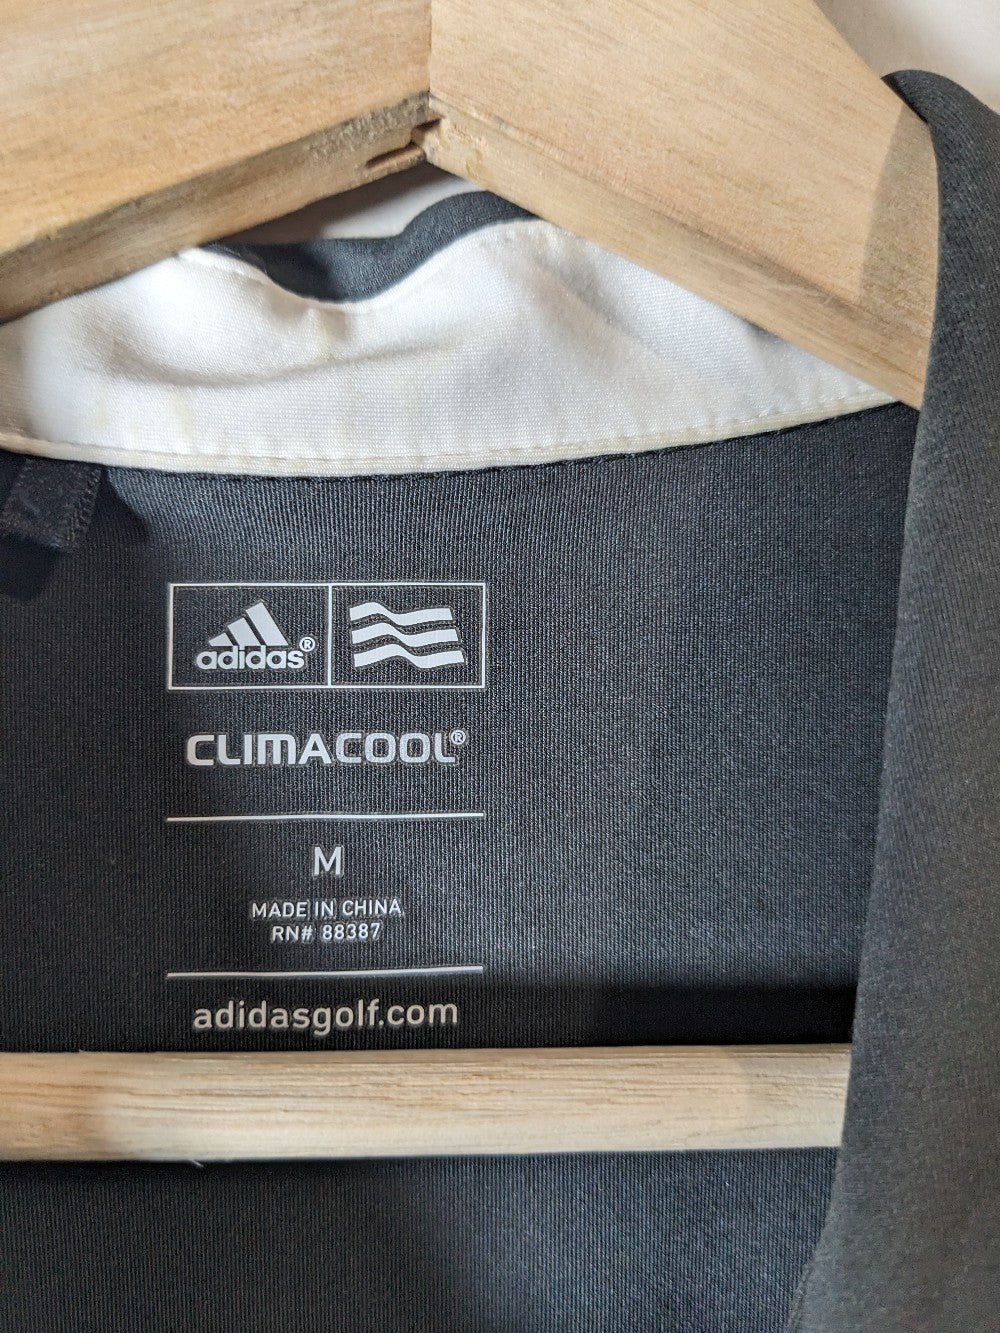 adidas®
CLIMACOOL®
M
MADE IN CHINA
RN# 88387
adidasgolf.com